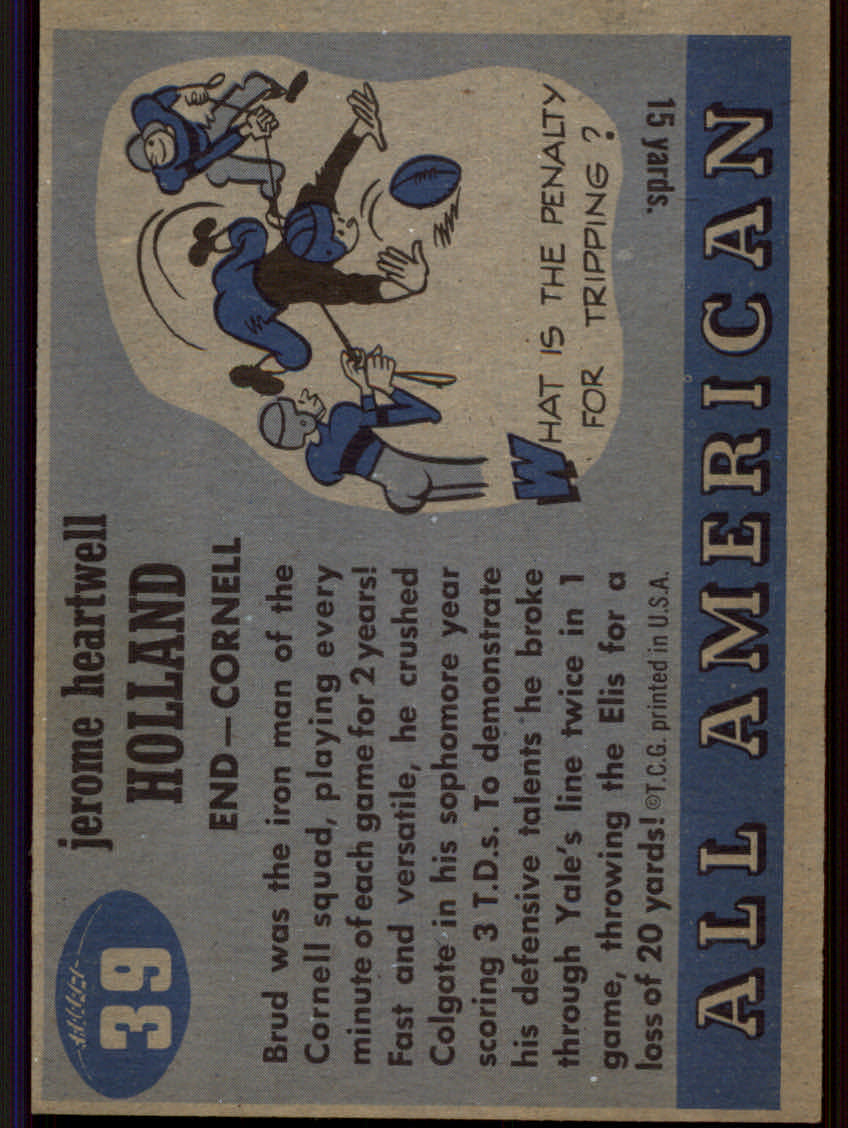 39
jerome heartwell
HOLLAND
END—CORNELL
Brud was the iron man of the
Cornell squad, playing every
minute of each game for 2 years!
Fast and versatile, he crushed
Colgate in his sophomore year
scoring 3 T.D.s. To demonstrate
his defensive talents he broke
through Yale's line twice in 1
game, throwing the Elis for a
loss of 20 yards! ©T.C.G. printed in U.S.A.
WHAT IS THE PENALTY
FOR TRIPPING?
15 yards.
ALL AMERICAN